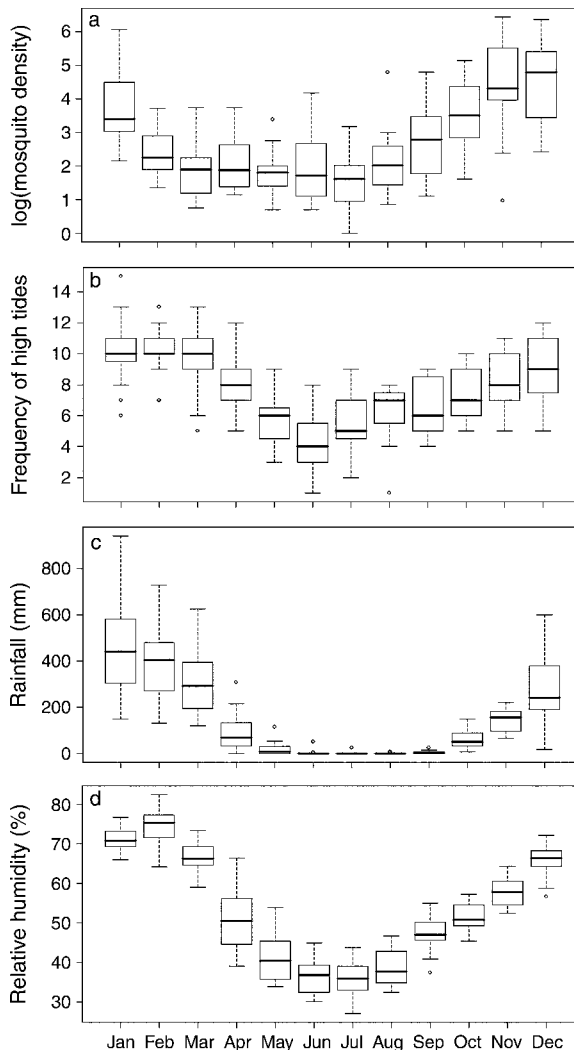 a
log(mosquito density)
6
5
4
3
2
1
0
b
Frequency of high tides
14
12
10
8
6
4
2
c
Rainfall (mm)
800
600
400
200
0
d
Relative humidity (%)
80
70
60
50
40
30
Jan Feb Mar Apr May Jun Jul Aug Sep Oct Nov Dec